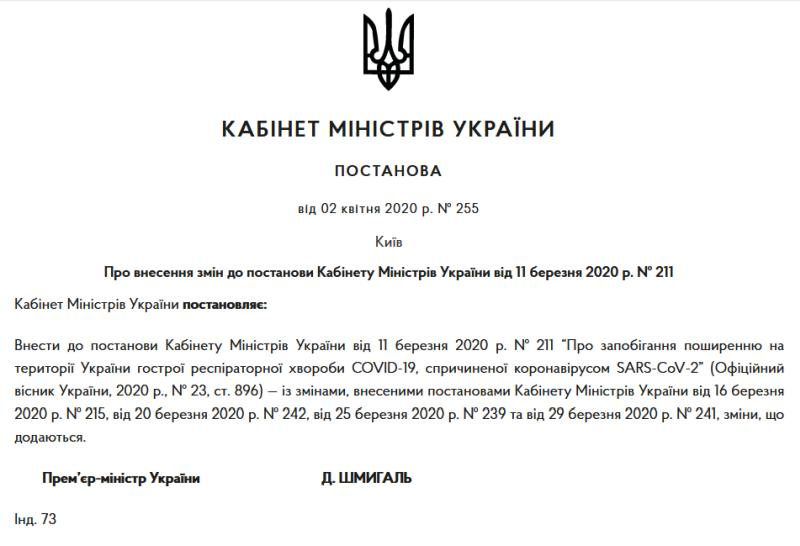 КАБІНЕТ МІНІСТРІВ УКРАЇНИ
ПОСТАНОВА
від 02 квітня 2020 р. № 255
Київ
Про внесення змін до постанови Кабінету Міністрів України від 11 березня 2020 р. № 211
Кабінет Міністрів України постановляє:
Внести до постанови Кабінету Міністрів України від 11 березня 2020 р. № 211 “Про запобігання поширенню на
території України гострої респіраторної хвороби COVID-19, спричиненої коронавірусом SARS-CoV-2” (Офіційний
вісник України, 2020 р., № 23, ст. 896) — із змінами, внесеними постановами Кабінету Міністрів України від 16 березня
2020 р. № 215, від 20 березня 2020 р. № 242, від 25 березня 2020 р. № 239 та від 29 березня 2020 р. № 241, зміни, що
додаються.
Прем’єр-міністр України Д. ШМИГАЛЬ
Інд. 73